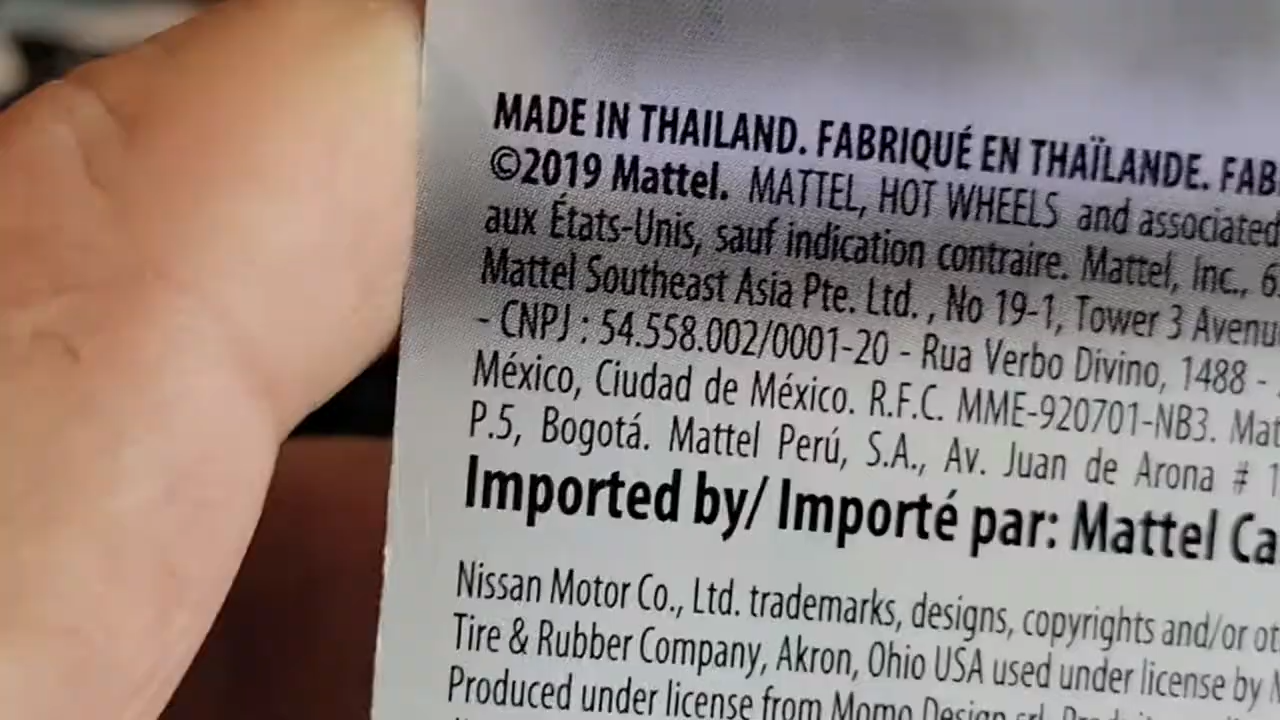 MADE IN THAILAND. FABRIQUÉ EN THAÏLANDE. FAB
©2019 Mattel. MATTEL, HOT WHEELS and associated
aux États-Unis, sauf indication contraire. Mattel, Inc., 6
Mattel Southeast Asia Pte. Ltd. , No 19-1, Tower 3 Avenu
- CNPJ : 54.558.002/0001-20 - Rua Verbo Divino, 1488 -
México, Ciudad de México. R.F.C. MME-920701-NB3. Mat
P.5, Bogotá. Mattel Perú, S.A., Av. Juan de Arona # 1
Imported by/ Importé par: Mattel Ca
Nissan Motor Co., Ltd. trademarks, designs, copyrights and/or ot
Tire & Rubber Company, Akron, Ohio USA used under license by
Produced under license from Momo Design srl.